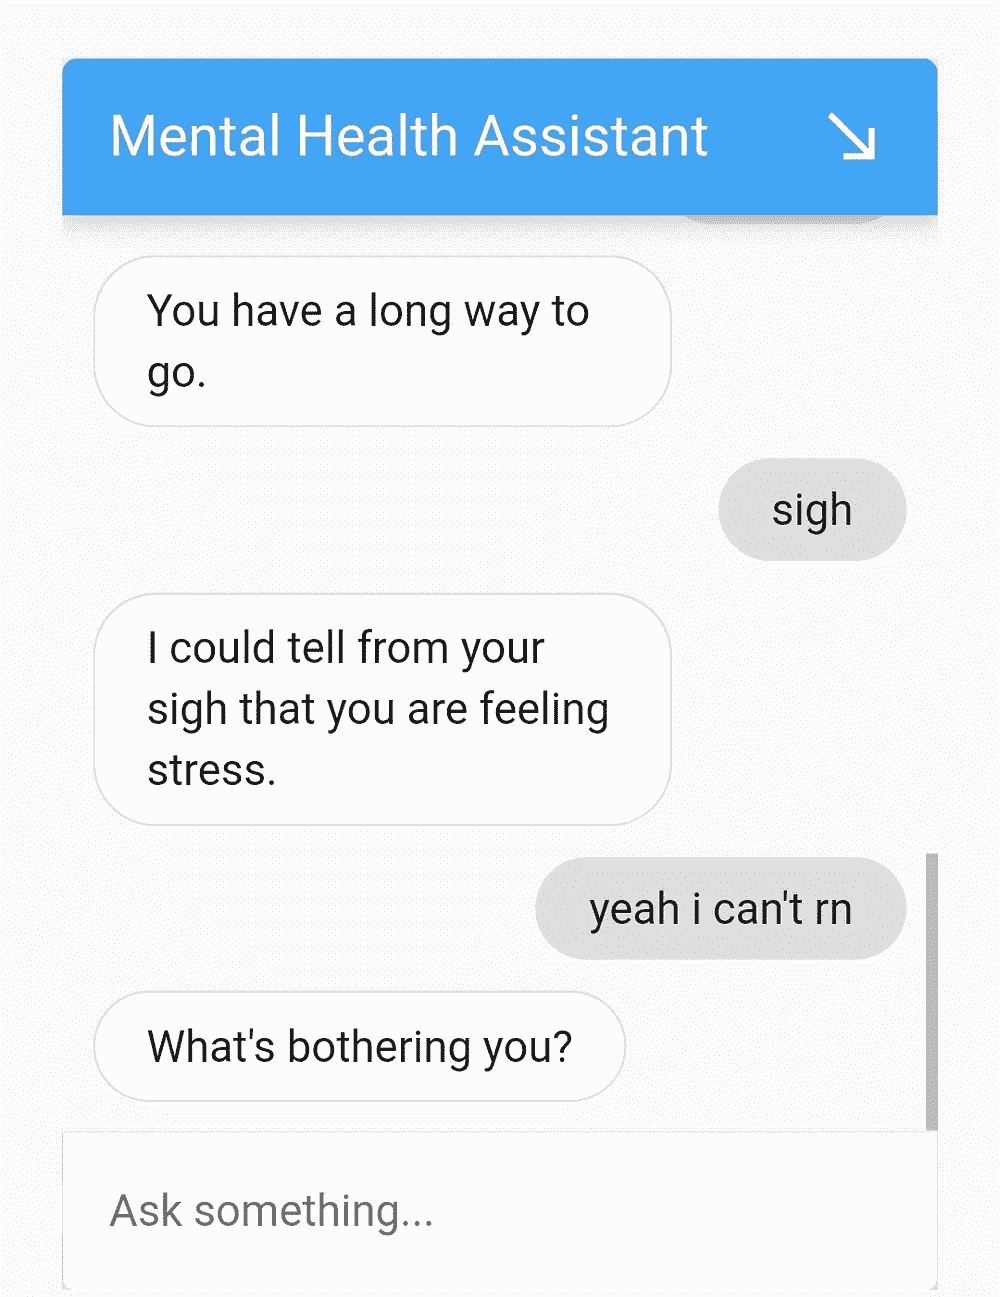 Mental Health Assistant
You have a long way to
go.
sigh
I could tell from your
sigh that you are feeling
stress.
yeah i can't rn
What's bothering you?
Ask something...